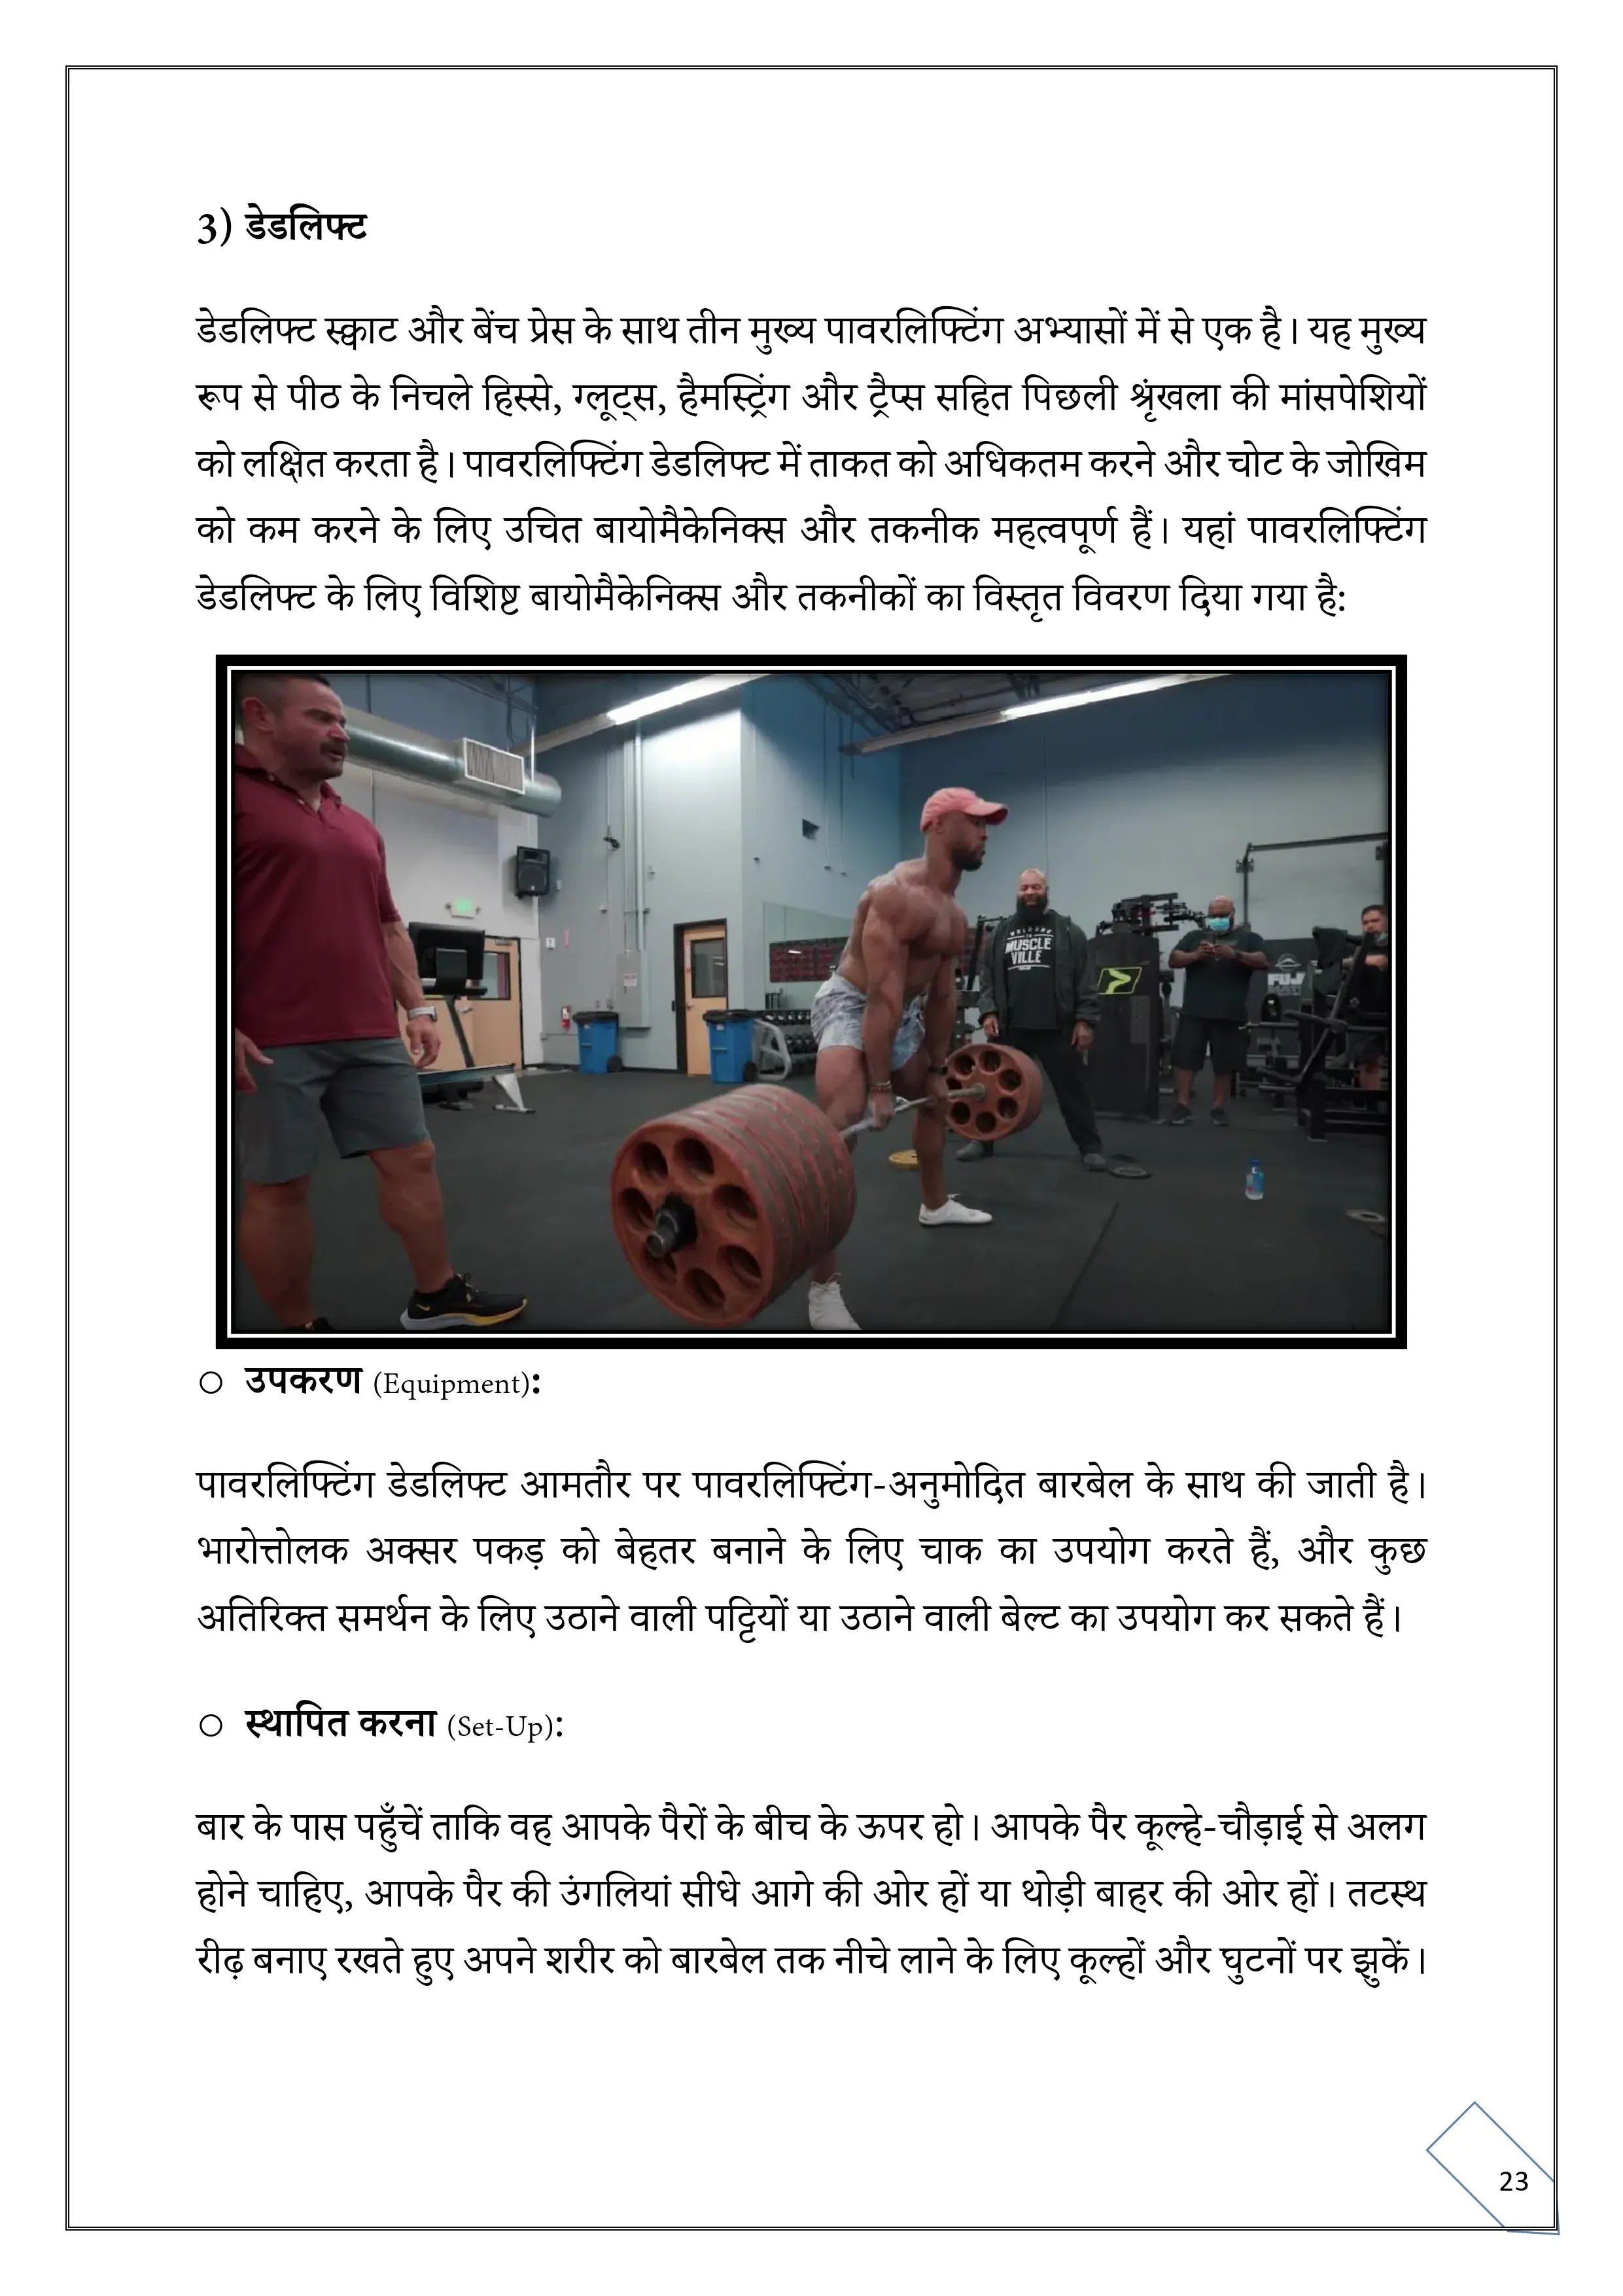 3) डेडलिफ्ट
डेडलिफ्ट स्क्वाट और बेंच प्रेस के साथ तीन मुख्य पावरलिफ्टिंग अभ्यासों में से एक है। यह मुख्य
रूप से पीठ के निचले हिस्से, ग्लूट्स, हैमस्ट्रिंग और ट्रैप्स सहित पिछली श्रृंखला की मांसपेशियों
को लक्षित करता है। पावरलिफ्टिंग डेडलिफ्ट में ताकत को अधिकतम करने और चोट के जोखिम
को कम करने के लिए उचित बायोमैकेनिक्स और तकनीक महत्वपूर्ण हैं। यहां पावरलिफ्टिंग
डेडलिफ्ट के लिए विशिष्ट बायोमैकेनिक्स और तकनीकों का विस्तृत विवरण दिया गया है:
WELCOME
TO
MUSCLE
VILLE
FUJ
○ उपकरण (Equipment):
पावरलिफ्टिंग डेडलिफ्ट आमतौर पर पावरलिफ्टिंग-अनुमोदित बारबेल के साथ की जाती है।
भारोत्तोलक अक्सर पकड़ को बेहतर बनाने के लिए चाक का उपयोग करते हैं, और कुछ
अतिरिक्त समर्थन के लिए उठाने वाली पट्टियों या उठाने वाली बेल्ट का उपयोग कर सकते हैं।
○ स्थापित करना (Set-Up):
बार के पास पहुँचें ताकि वह आपके पैरों के बीच के ऊपर हो। आपके पैर कूल्हे-चौड़ाई से अलग
होने चाहिए, आपके पैर की उंगलियां सीधे आगे की ओर हों या थोड़ी बाहर की ओर हों। तटस्थ
रीढ़ बनाए रखते हुए अपने शरीर को बारबेल तक नीचे लाने के लिए कूल्हों और घुटनों पर झुकें।
23